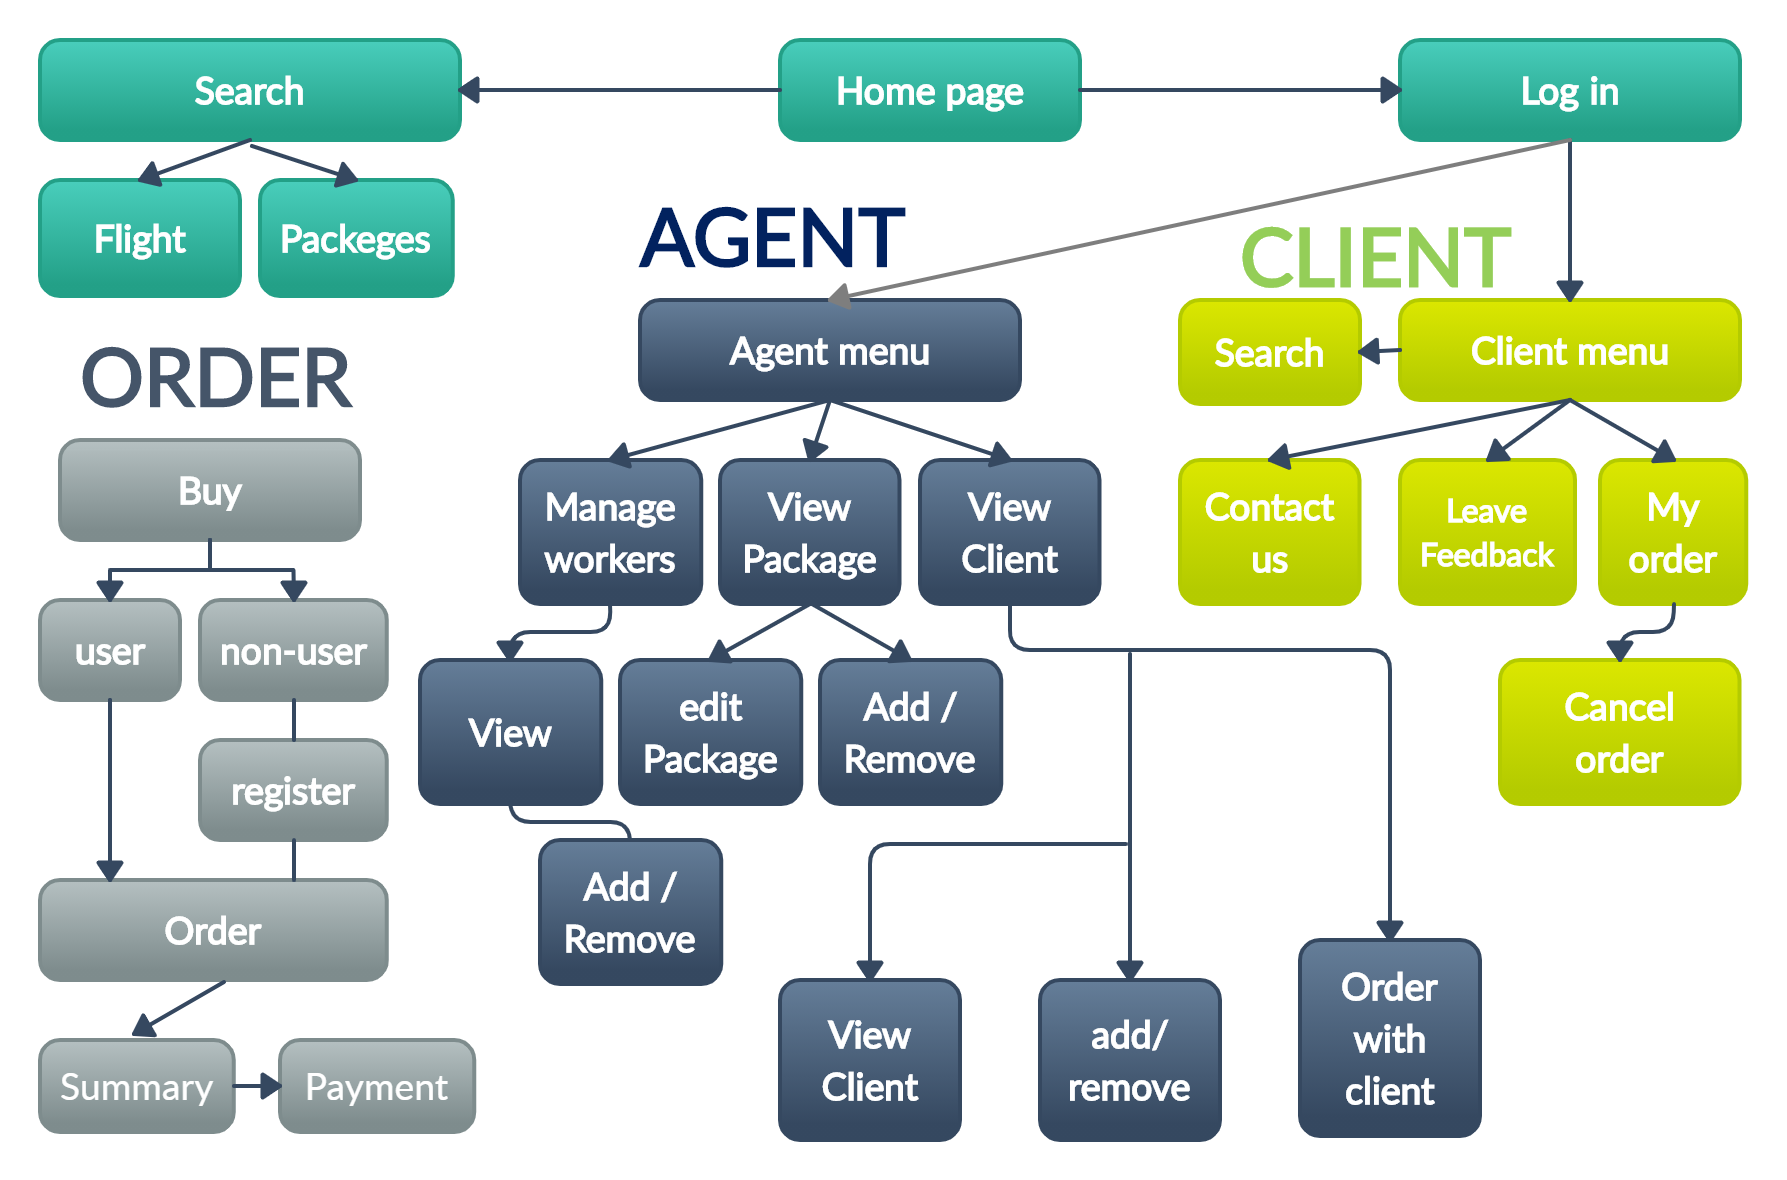 Search
Home page
Log in
Flight
Packeges
AGENT
CLIENT
Agent menu
Search
Client menu
ORDER
Buy
Manage
workers
View
Package
View
Client
Contact
us
Leave
Feedback
My
order
user
non-user
View
edit
Package
Add /
Remove
Cancel
order
register
Add /
Remove
Order
View
Client
add/
remove
Order
with
client
Summary
Payment